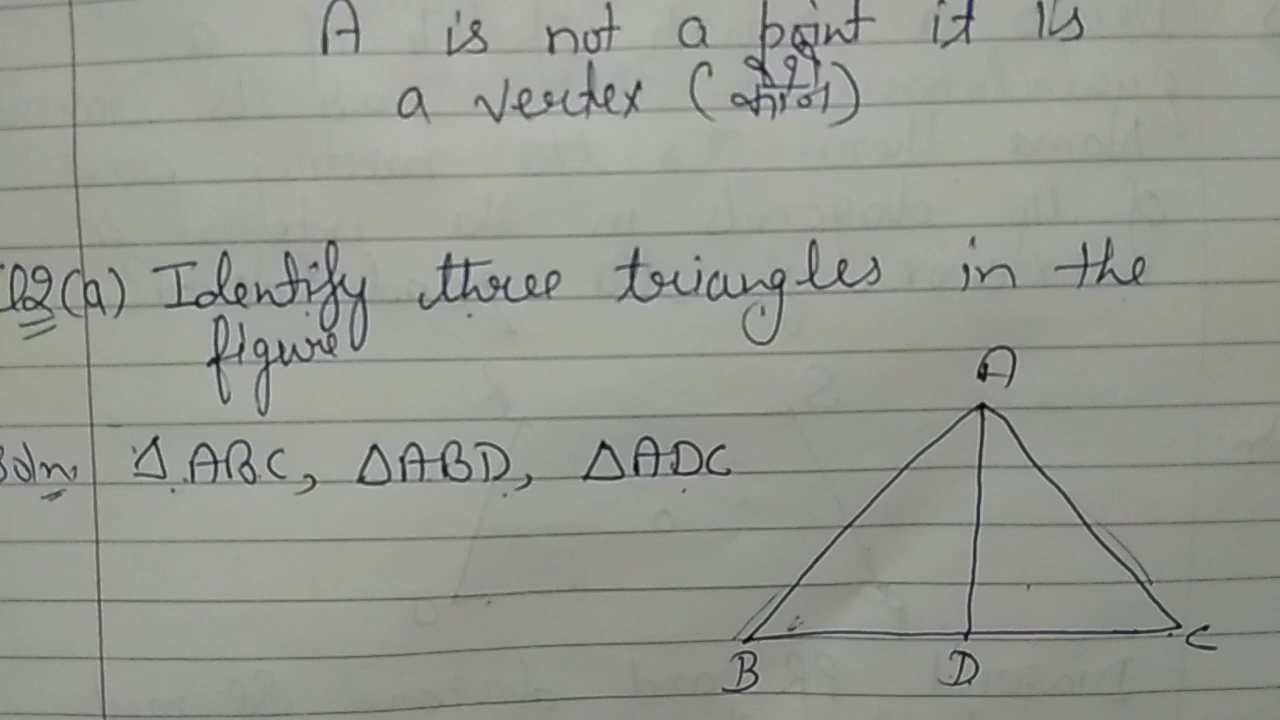 A is not a point it is
a vertex (
Q2(a) Identify three triangles in the
figure
Soln. ΔABC, ΔABD, ΔADC
A
B
D
C